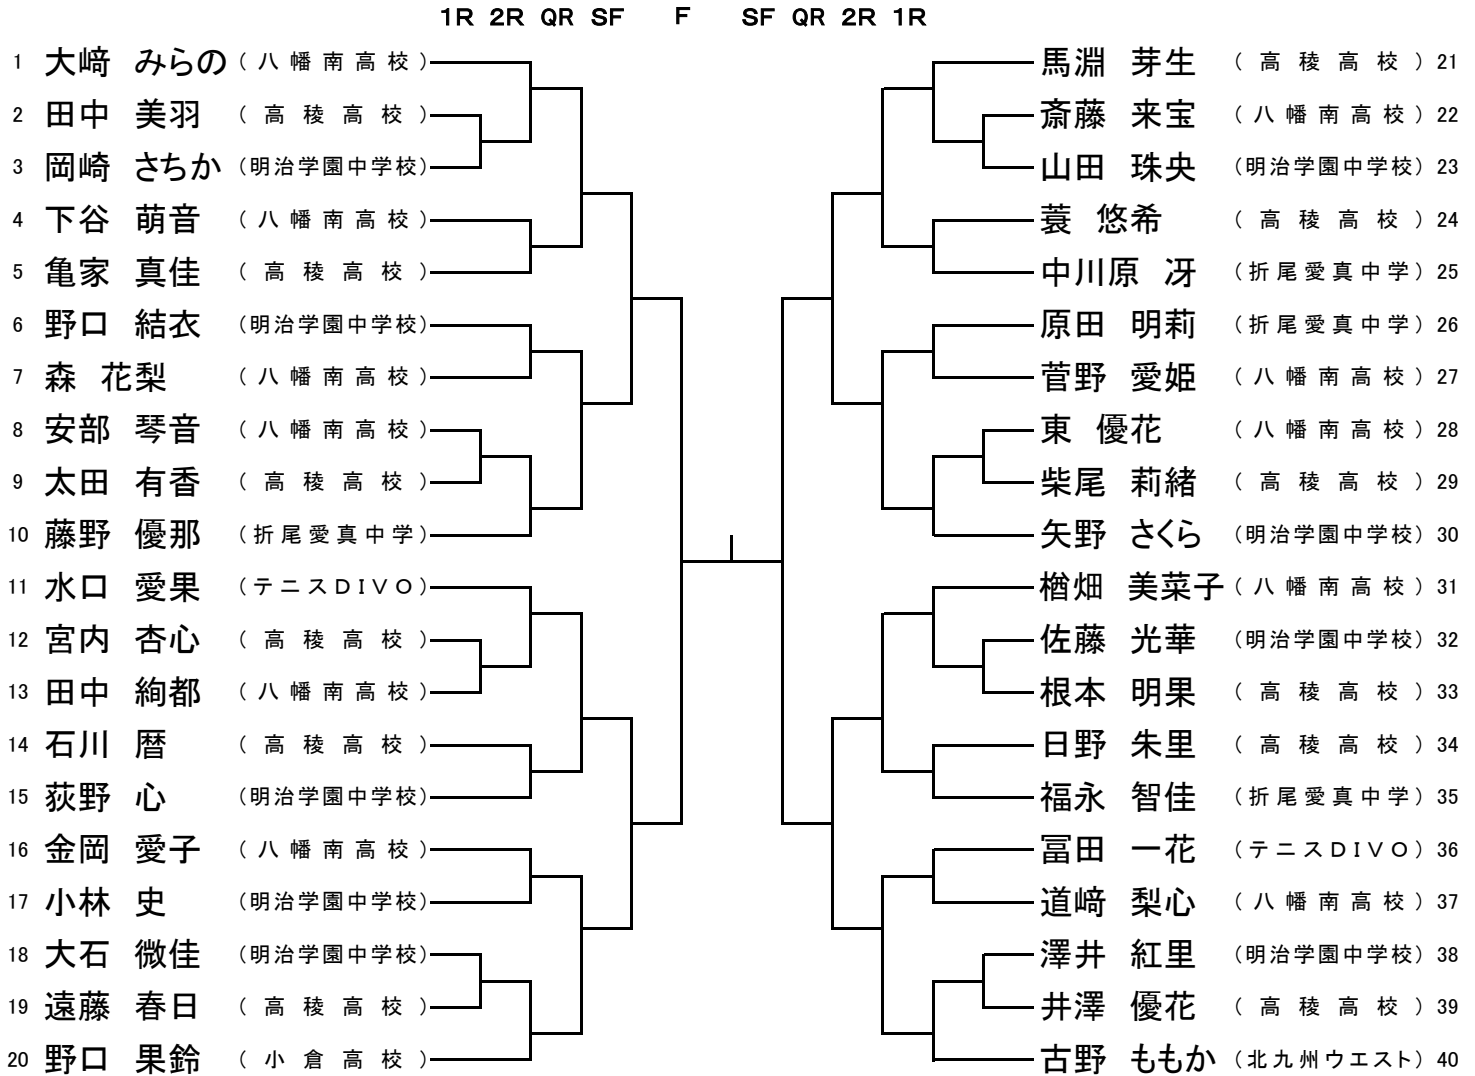 1R 2R QR SF F SF QR 2R 1R
1 大﨑 みらの (八幡南高校) 馬淵 芽生 (高稜高校) 21
2 田中 美羽 (高稜高校) 斎藤 来宝 (八幡南高校) 22
3 岡崎 さちか (明治学園中学校) 山田 珠央 (明治学園中学校) 23
4 下谷 萌音 (八幡南高校) 蓑 悠希 (高稜高校) 24
5 亀家 真佳 (高稜高校) 中川原 冴 (折尾愛真中学) 25
6 野口 結衣 (明治学園中学校) 原田 明莉 (折尾愛真中学) 26
7 森 花梨 (八幡南高校) 菅野 愛姫 (八幡南高校) 27
8 安部 琴音 (八幡南高校) 東 優花 (八幡南高校) 28
9 太田 有香 (高稜高校) 柴尾 莉緒 (高稜高校) 29
10 藤野 優那 (折尾愛真中学) 矢野 さくら (明治学園中学校) 30
11 水口 愛果 (テニスDIVO) 楢畑 美菜子 (八幡南高校) 31
12 宮内 杏心 (高稜高校) 佐藤 光華 (明治学園中学校) 32
13 田中 絢都 (八幡南高校) 根本 明果 (高稜高校) 33
14 石川 暦 (高稜高校) 日野 朱里 (高稜高校) 34
15 荻野 心 (明治学園中学校) 福永 智佳 (折尾愛真中学) 35
16 金岡 愛子 (八幡南高校) 冨田 一花 (テニスDIVO) 36
17 小林 史 (明治学園中学校) 道﨑 梨心 (八幡南高校) 37
18 大石 微佳 (明治学園中学校) 澤井 紅里 (明治学園中学校) 38
19 遠藤 春日 (高稜高校) 井澤 優花 (高稜高校) 39
20 野口 果鈴 (小倉高校) 古野 ももか (北九州ウエスト) 40